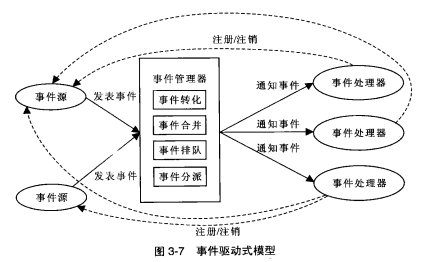 注册/注销
事件源
发表事件
事件管理器
事件转化
事件合并
事件排队
事件分派
通知事件
事件处理器
通知事件
事件处理器
通知事件
事件处理器
事件源
发表事件
注册/注销
图 3-7 事件驱动式模型